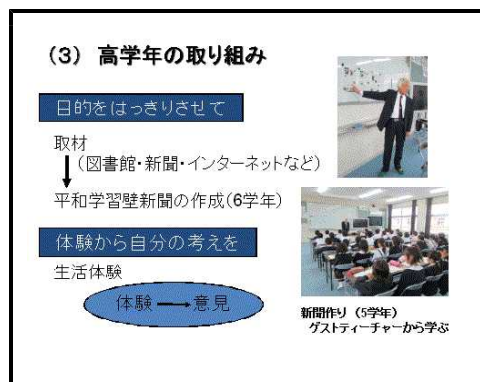 (3) 高学年の取り組み
目的をはっきりさせて
取材
(図書館・新聞・インターネットなど)
平和学習壁新聞の作成(6学年)
体験から自分の考えを
生活体験
体験 → 意見
新聞作り (5学年)
ゲストティーチャーから学ぶ